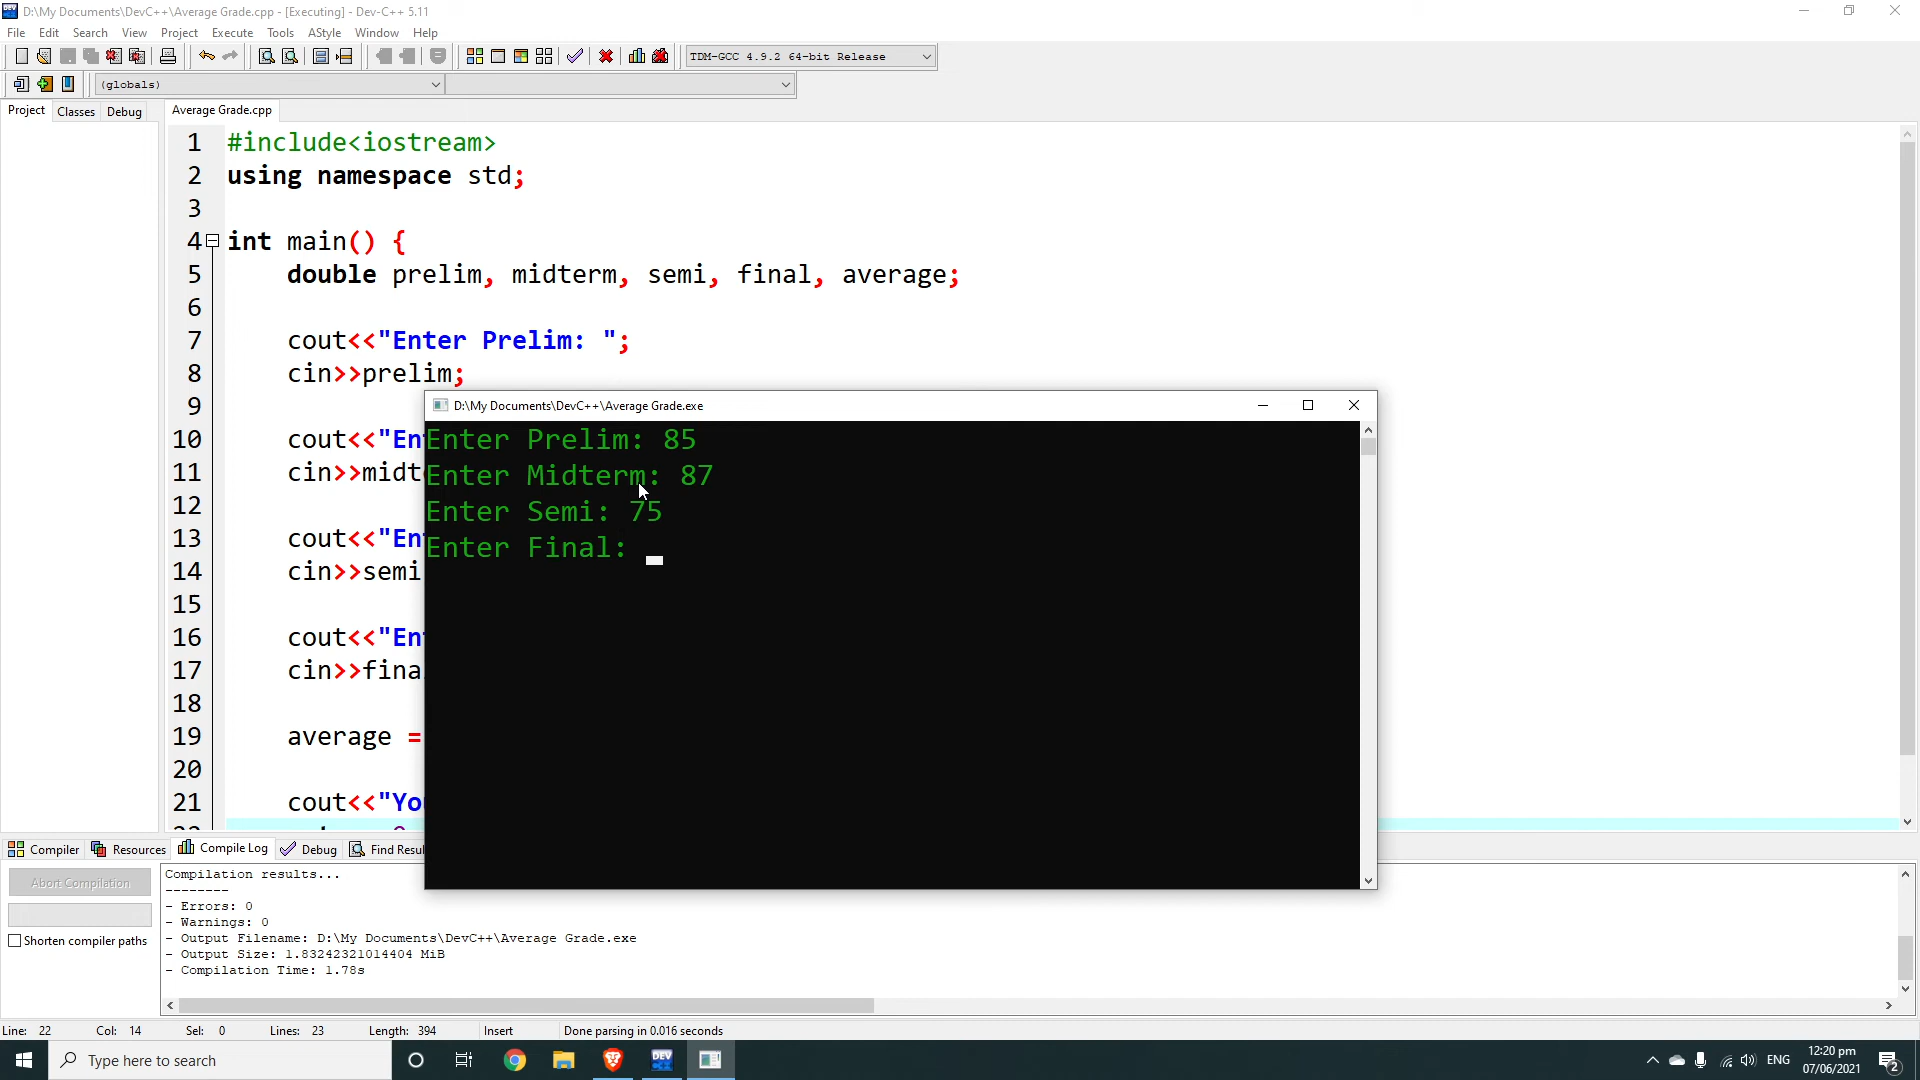 D:\My Documents\DevC++\Average Grade.cpp - [Executing] - Dev-C++ 5.11
File Edit Search View Project Execute Tools AStyle Window Help
TDM-GCC 4.9.2 64-bit Release
(globals)
Project Classes Debug Average Grade.cpp
1 #include<iostream>
2 using namespace std;
3
4 int main() {
5 double prelim, midterm, semi, final, average;
6
7 cout<<"Enter Prelim: ";
8 cin>>prelim;
9
10 cout<<"En
11 cin>>midt
12
13 cout<<"En
14 cin>>semi
15
16 cout<<"En
17 cin>>fina
18
19 average =
20
21 cout<<"You
D:\My Documents\DevC++\Average Grade.exe
Enter Prelim: 85
Enter Midterm: 87
Enter Semi: 75
Enter Final:
Compiler Resources Compile Log Debug Find Resul
Abort Compilation
Shorten compiler paths
Compilation results...
--------
- Errors: 0
- Warnings: 0
- Output Filename: D:\My Documents\DevC++\Average Grade.exe
- Output Size: 1.83242321014404 MiB
- Compilation Time: 1.78s
Line: 22 Col: 14 Sel: 0 Lines: 23 Length: 394 Insert Done parsing in 0.016 seconds
Type here to search
DEV
ENG
12:20 pm
07/06/2021
2